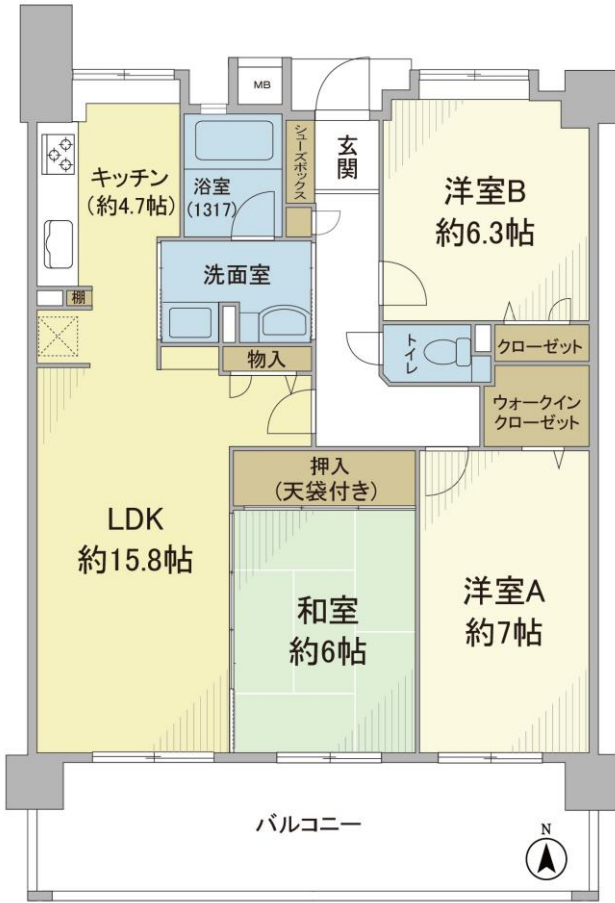 MB
キッチン
(約4.7帖)
浴室
(1317)
シューズボックス
玄関
洋室B
約6.3帖
洗面室
棚
物入
トイレ
クローゼット
ウォークイン
クローゼット
押入
(天袋付き)
LDK
約15.8帖
和室
約6帖
洋室A
約7帖
バルコニー
N